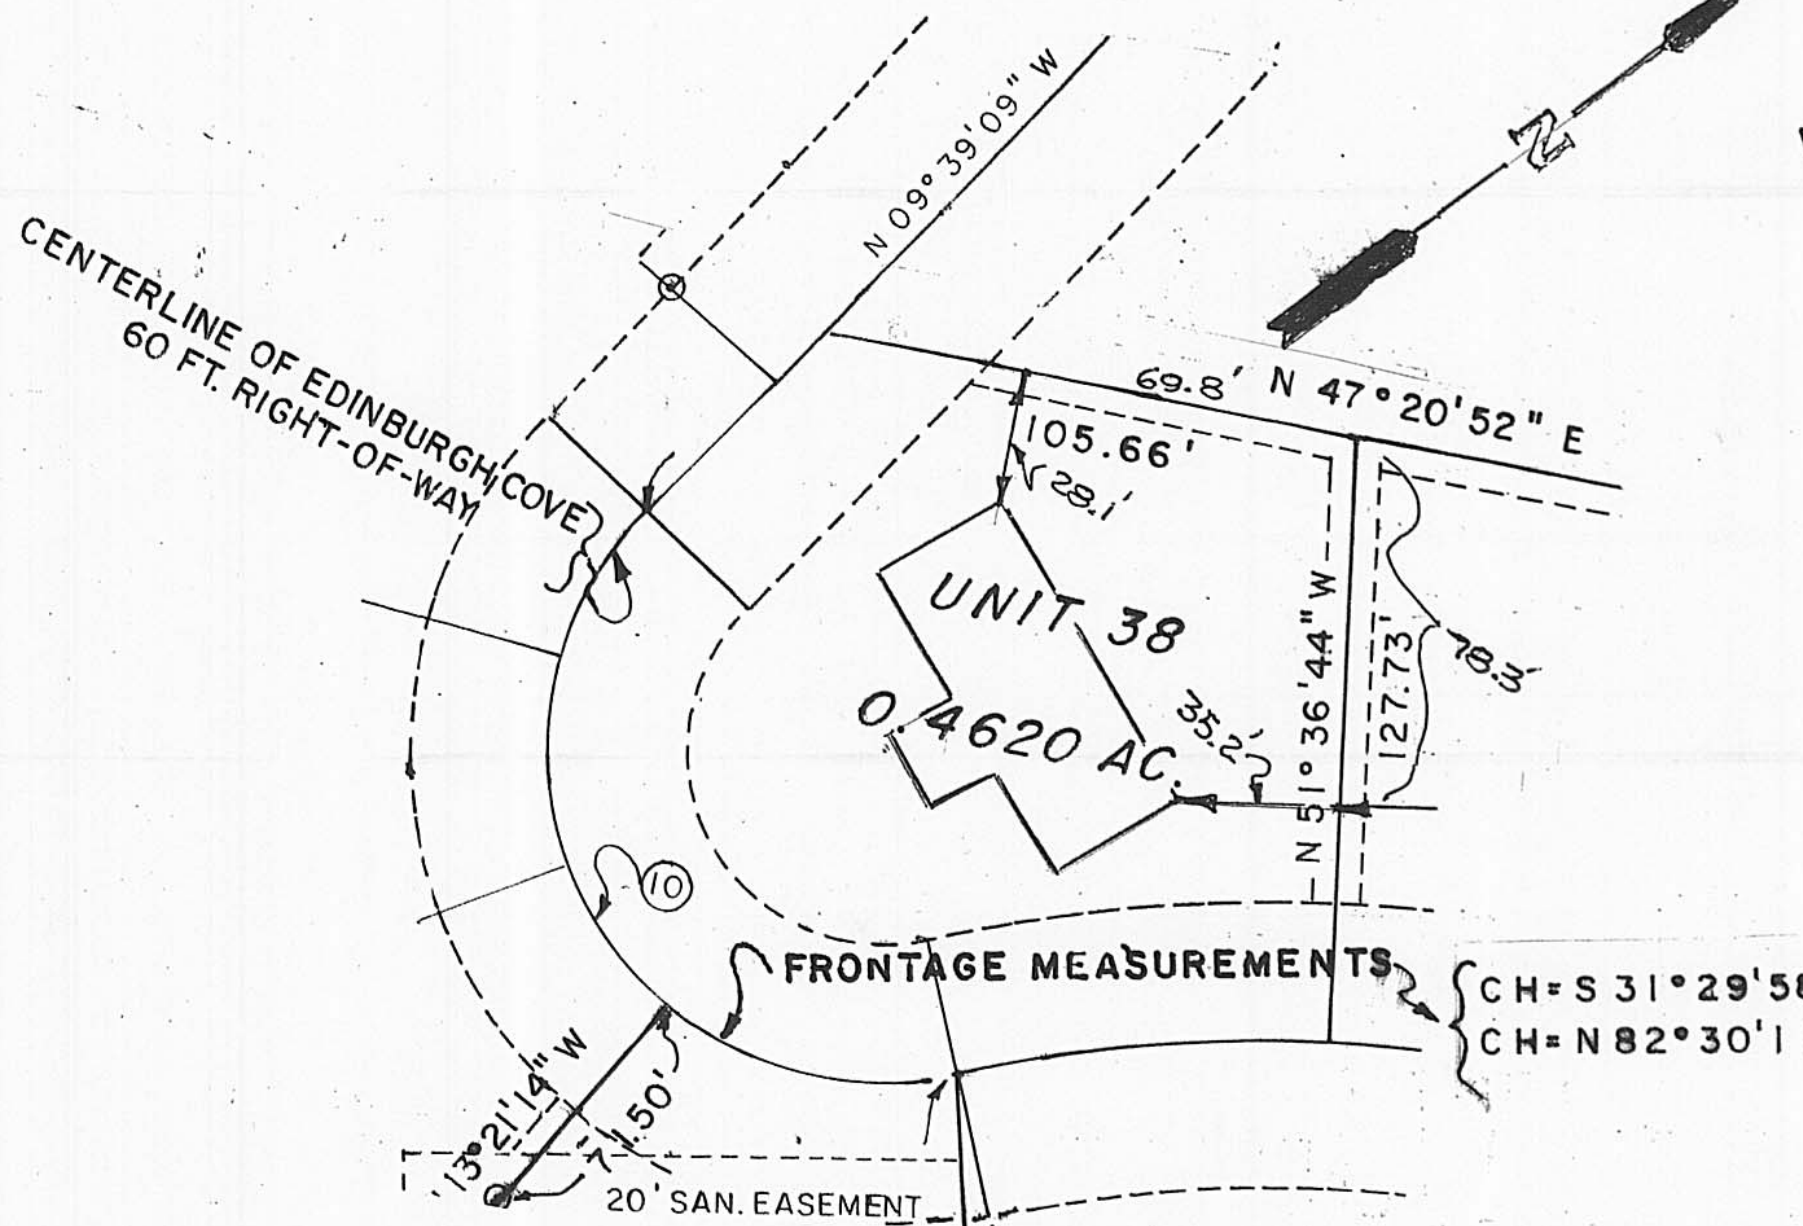 N 09° 39' 09" W
N
CENTERLINE OF EDINBURGH COVE
60 FT. RIGHT-OF-WAY
69.8' N 47° 20' 52" E
105.66'
28.1'
UNIT 38
0.4620 AC.
35.2'
N 51° 36' 44" W
127.73'
78.3'
10
FRONTAGE MEASUREMENTS
CH= S 31° 29' 58
CH= N 82° 30' 1
13° 21' 14" W
71.50'
20' SAN. EASEMENT